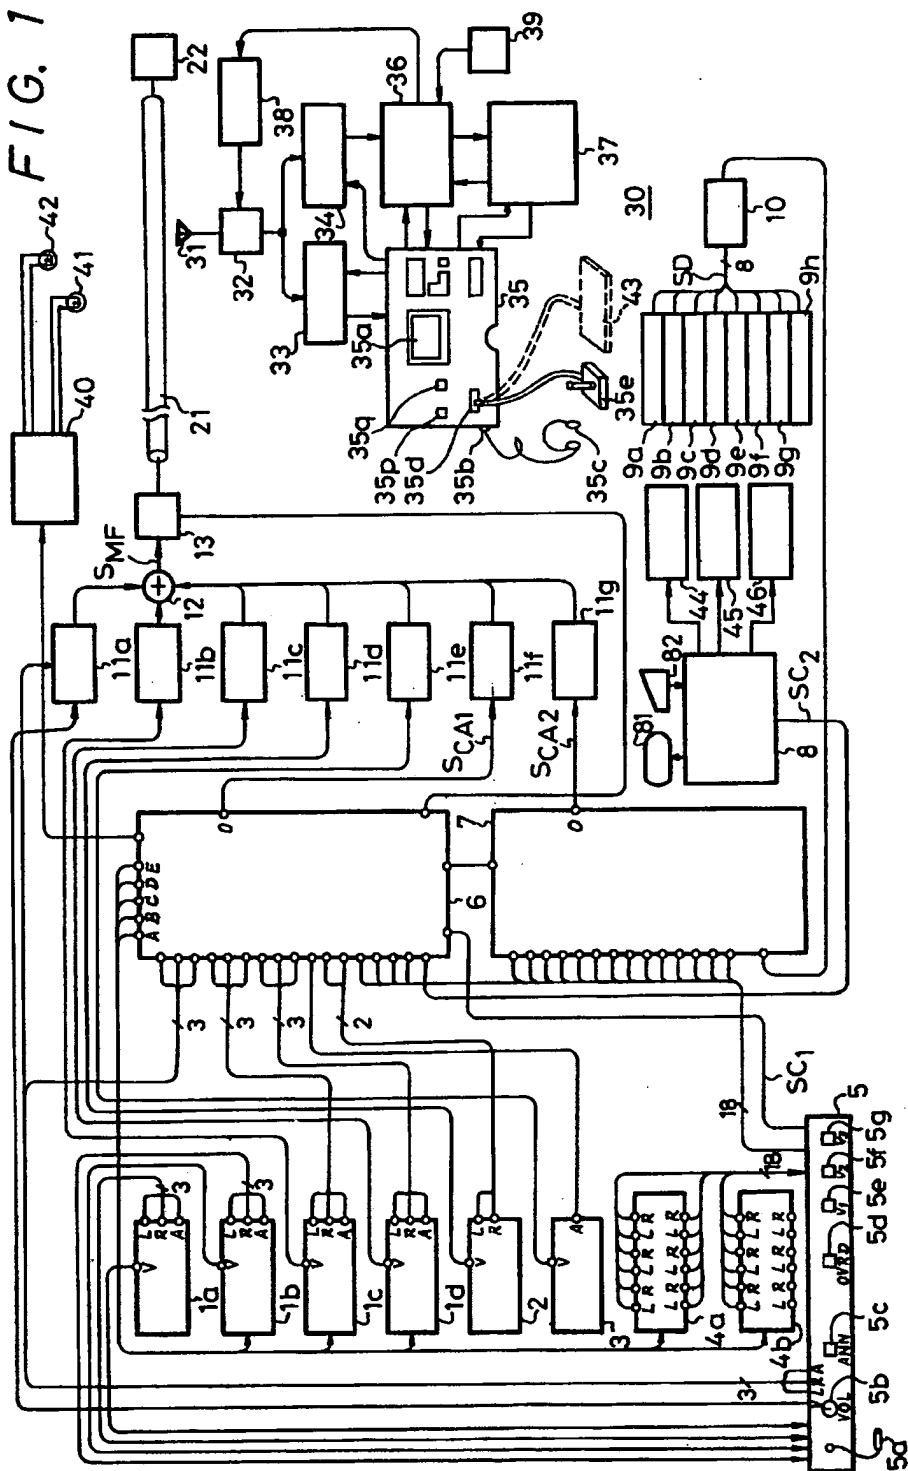 FIG. 1
42
41
40
22
21
13
SMF
12
11a
11b
11c
11d
11e
11f
11g
SCA1
SCA2
31
32
38
33
34
36
39
37
30
35
35a
35q
35p
35d
35b
35c
35e
43
O
A B C D E
6
7
O
3
3
3
2
18
SC1
SC2
81
82
8
44
45
46
9a
9b
9c
9d
9e
9f
9g
9h
SD
8
10
V
L
R
A
3
1a
V
L
R
A
3
1b
V
L
R
A
1c
V
L
R
A
1d
V
L
R
2
V
A
3
L R L R L R L R
L R L R L R L R
4a
18
L R L R L R L R
L R L R L R L R
4b
3
V L R A
VOL
ANN
OVRD
V1
V2
5
5a
5b
5c
5d
5e
5f
5g